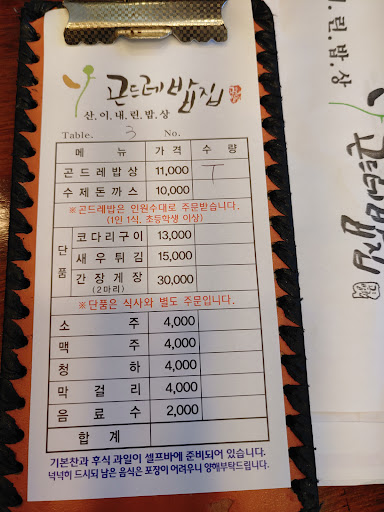 곤드레밥집
산.이.내.린.밥.상
Table. 3 No.
메 뉴 가 격 수 량
곤드레밥상 11,000 T
수제돈까스 10,000
※곤드레밥은 인원수대로 주문받습니다.
(1인 1식, 초등학생 이상)
단품
코다리구이 13,000
새우튀김 15,000
간장게장 30,000
(2마리)
※단품은 식사와 별도 주문입니다.
소 주 4,000
맥 주 4,000
청 하 4,000
막 걸 리 4,000
음 료 수 2,000
합 계
기본찬과 후식 과일이 셀프바에 준비되어 있습니다.
넉넉히 드시되 남은 음식은 포장이 어려우니 양해부탁드립니다.
린.밥.상
곤드레밥집